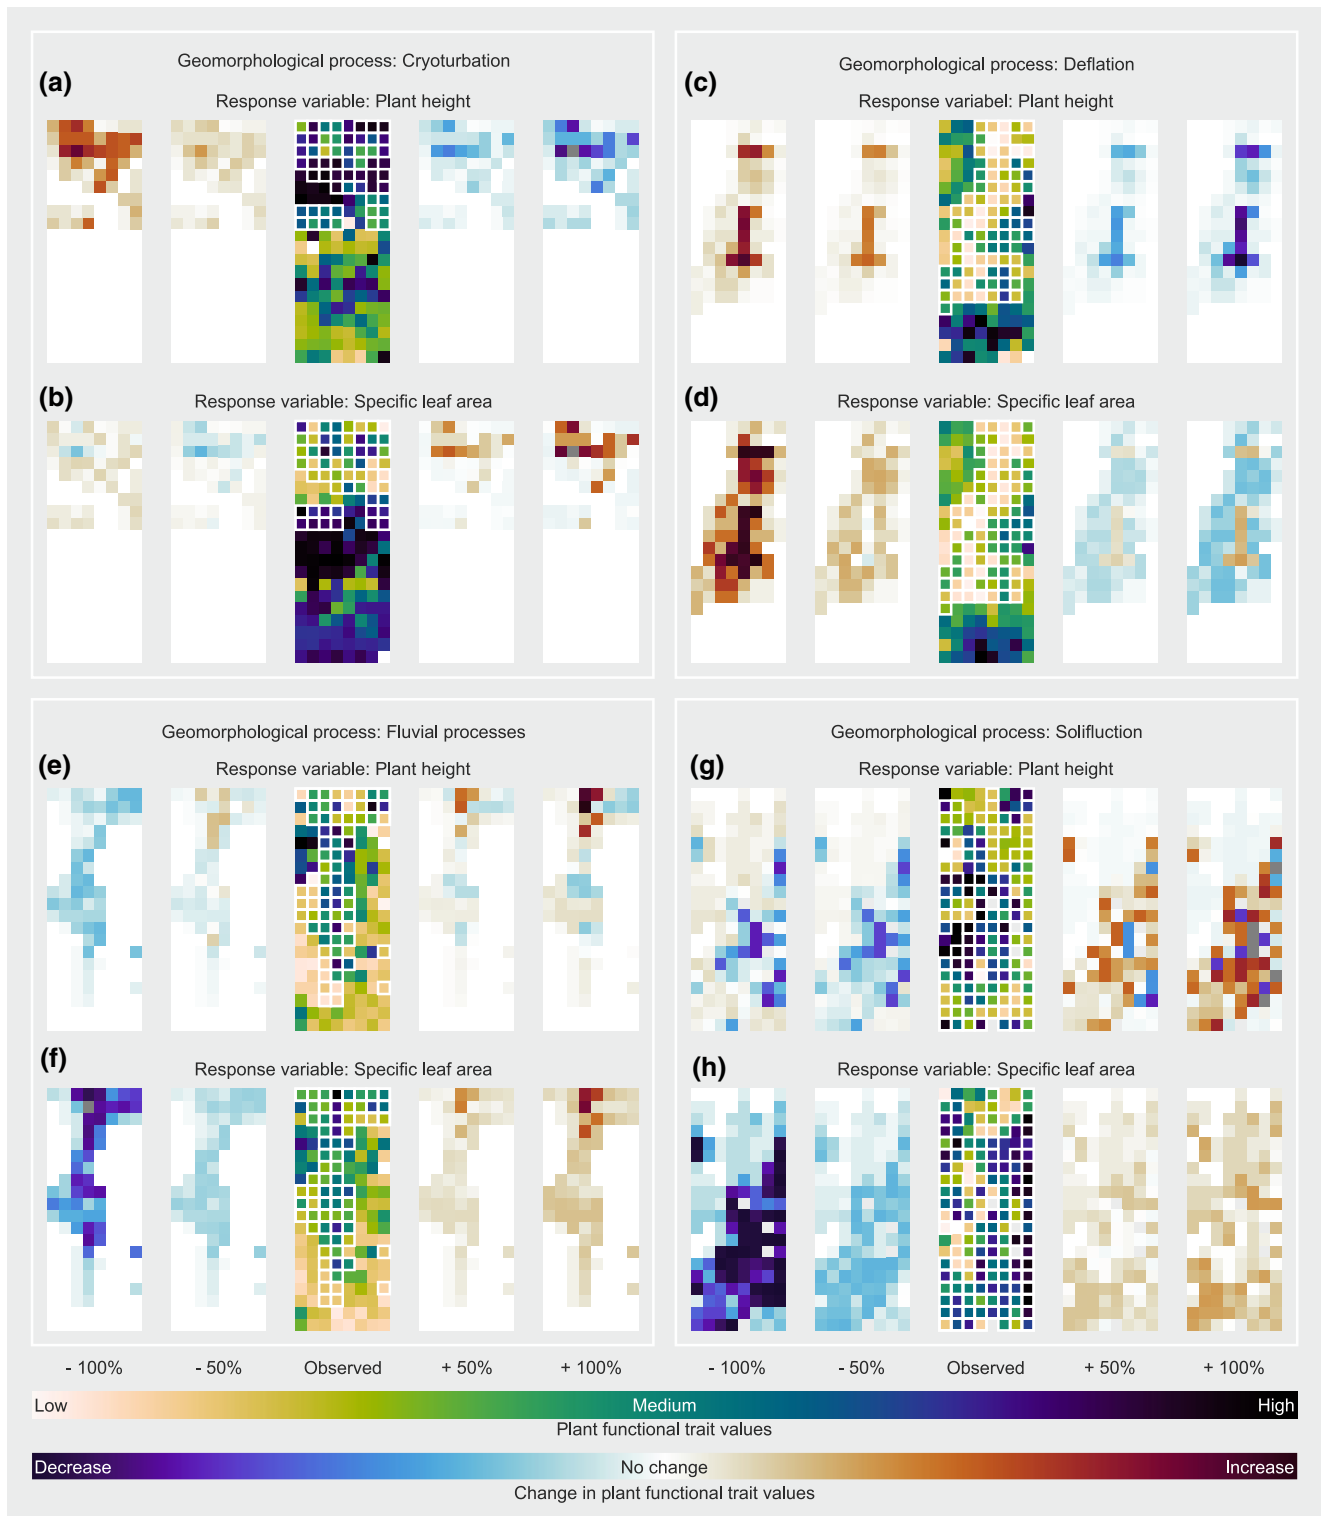 Geomorphological process: Cryoturbation
(a)
Response variable: Plant height
(b)
Response variable: Specific leaf area
Geomorphological process: Deflation
(c)
Response variabel: Plant height
(d)
Response variable: Specific leaf area
Geomorphological process: Fluvial processes
(e)
Response variable: Plant height
(f)
Response variable: Specific leaf area
Geomorphological process: Solifluction
(g)
Response variable: Plant height
(h)
Response variable: Specific leaf area
- 100% - 50% Observed + 50% + 100% - 100% - 50% Observed + 50% + 100%
Low Medium High
Plant functional trait values
Decrease No change Increase
Change in plant functional trait values